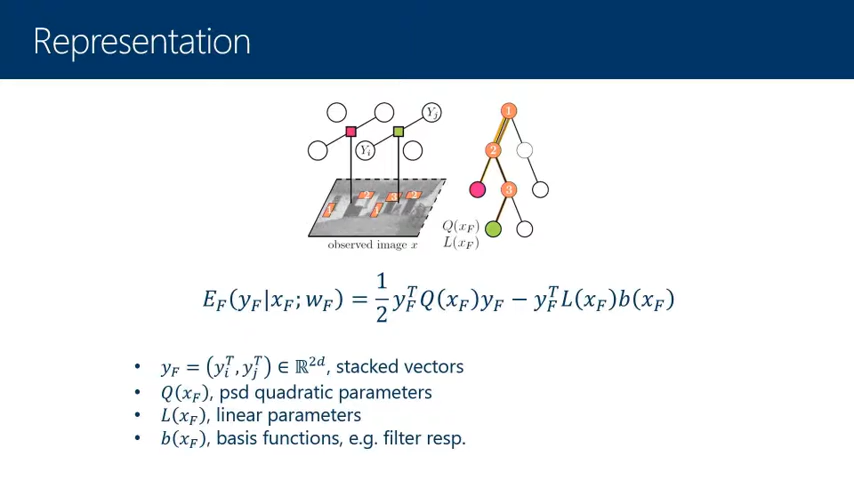 Representation
Y_j
Y_i
1
2
3
Q(x_F)
L(x_F)
observed image x
E_F(y_F|x_F; w_F) = 1/2 y_F^T Q(x_F) y_F − y_F^T L(x_F) b(x_F)
• y_F = (y_i^T, y_j^T) ∈ ℝ^{2d}, stacked vectors
• Q(x_F), psd quadratic parameters
• L(x_F), linear parameters
• b(x_F), basis functions, e.g. filter resp.